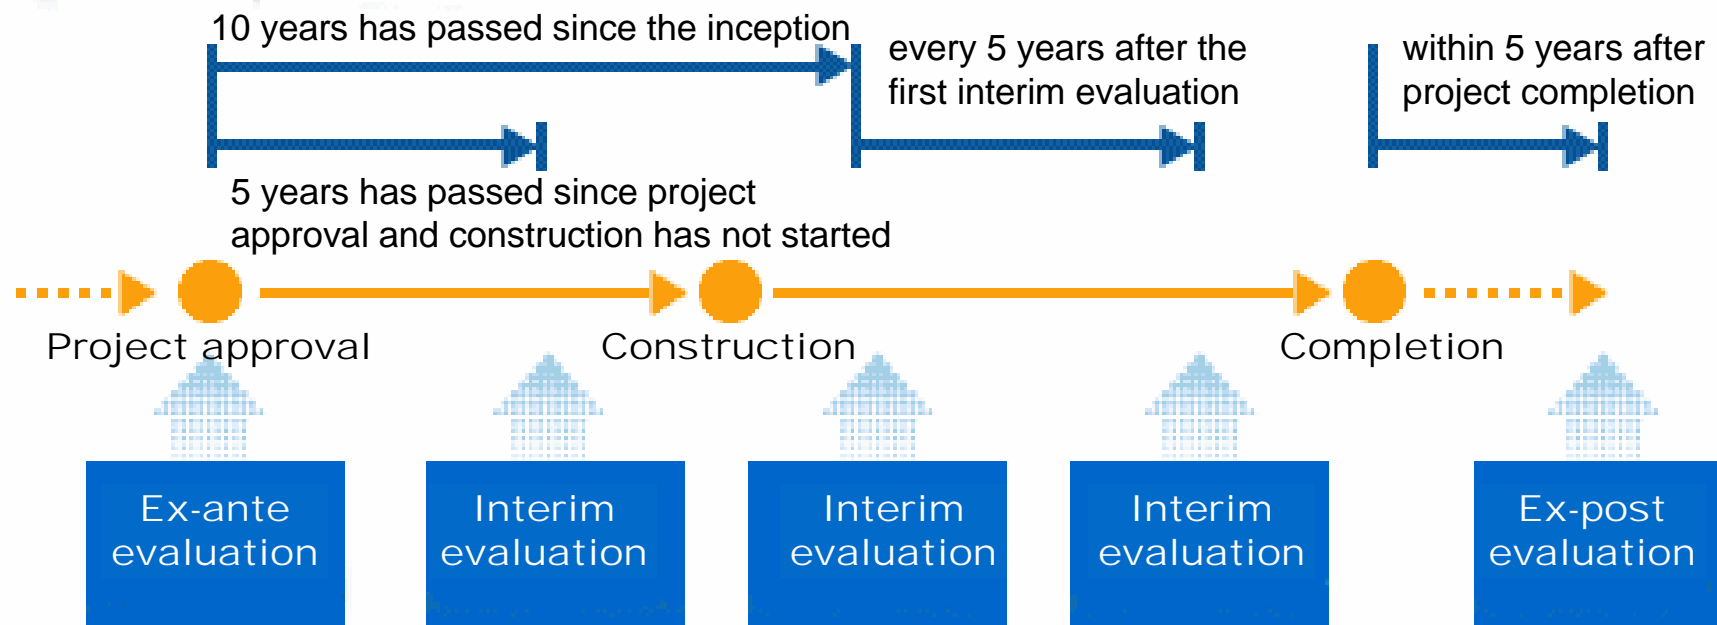 10 years has passed since the inception
every 5 years after the
first interim evaluation
within 5 years after
project completion
5 years has passed since project
approval and construction has not started
Project approval
Construction
Completion
Ex-ante
evaluation
Interim
evaluation
Interim
evaluation
Interim
evaluation
Ex-post
evaluation